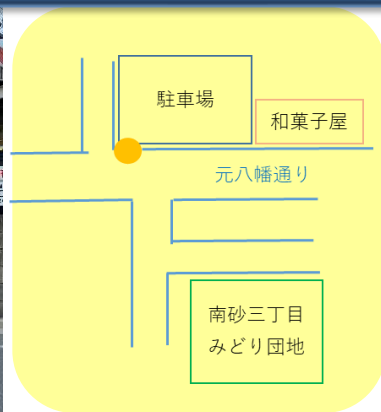 駐車場
和菓子屋
元八幡通り
南砂三丁目
みどり団地